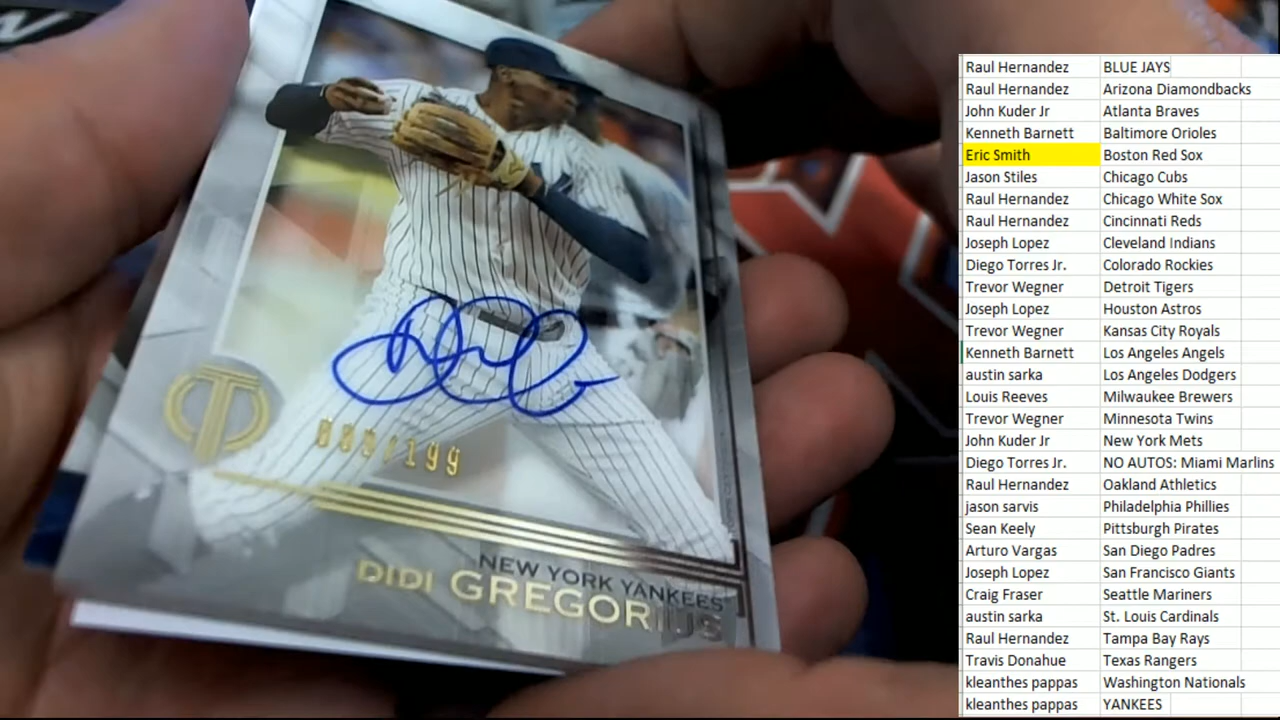 /199
NEW YORK YANKEES
DIDI GREGORIUS
Raul Hernandez BLUE JAYS
Raul Hernandez Arizona Diamondbacks
John Kuder Jr Atlanta Braves
Kenneth Barnett Baltimore Orioles
Eric Smith Boston Red Sox
Jason Stiles Chicago Cubs
Raul Hernandez Chicago White Sox
Raul Hernandez Cincinnati Reds
Joseph Lopez Cleveland Indians
Diego Torres Jr. Colorado Rockies
Trevor Wegner Detroit Tigers
Joseph Lopez Houston Astros
Trevor Wegner Kansas City Royals
Kenneth Barnett Los Angeles Angels
austin sarka Los Angeles Dodgers
Louis Reeves Milwaukee Brewers
Trevor Wegner Minnesota Twins
John Kuder Jr New York Mets
Diego Torres Jr. NO AUTOS: Miami Marlins
Raul Hernandez Oakland Athletics
jason sarvis Philadelphia Phillies
Sean Keely Pittsburgh Pirates
Arturo Vargas San Diego Padres
Joseph Lopez San Francisco Giants
Craig Fraser Seattle Mariners
austin sarka St. Louis Cardinals
Raul Hernandez Tampa Bay Rays
Travis Donahue Texas Rangers
kleanthes pappas Washington Nationals
kleanthes pappas YANKEES